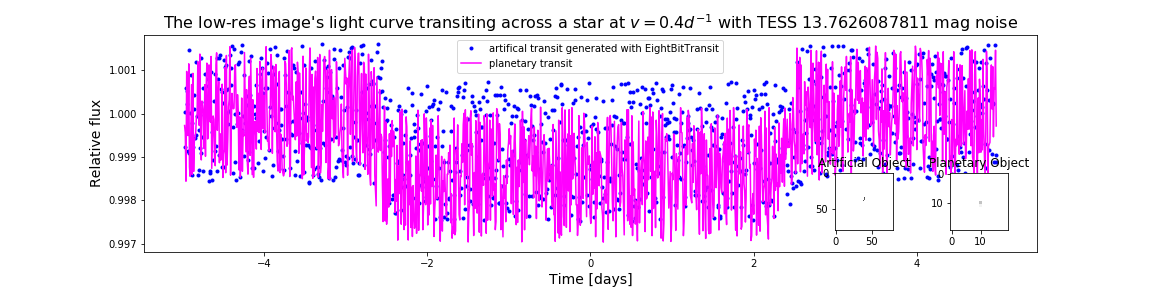 The low-res image's light curve transiting across a star at v = 0.4d⁻¹ with TESS 13.7626087811 mag noise
artifical transit generated with EightBitTransit
planetary transit
Relative flux
1.001
1.000
0.999
0.998
0.997
Artificial Object
0
50
0 50
Planetary Object
0
10
0 10
−4 −2 0 2 4
Time [days]